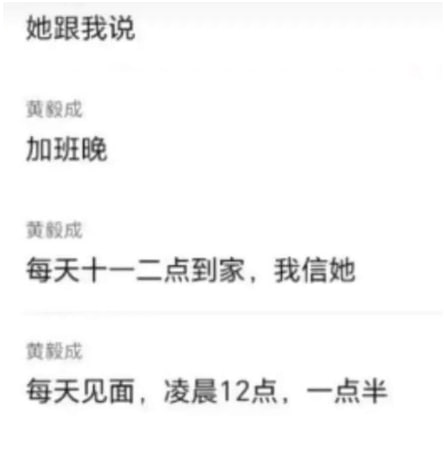 她跟我说
黄毅成
加班晚
黄毅成
每天十一二点到家，我信她
黄毅成
每天见面，凌晨12点，一点半